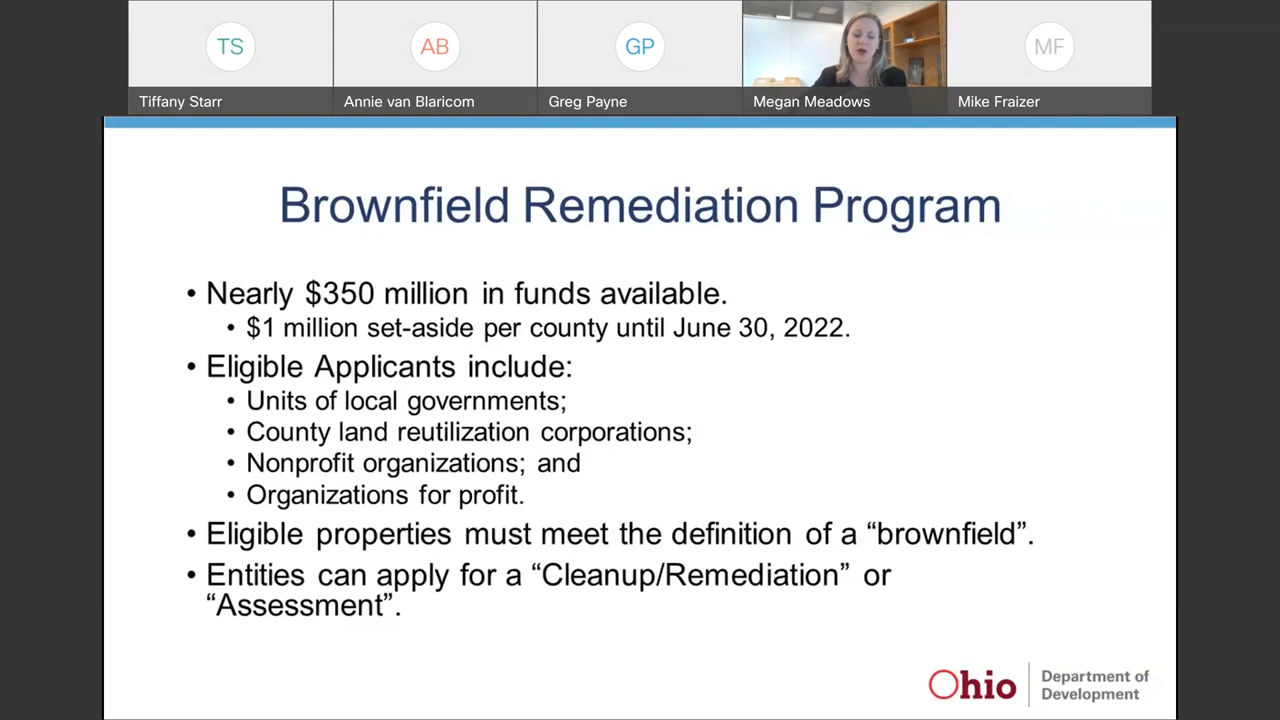 TS
AB
GP
MF
Tiffany Starr
Annie van Blaricom
Greg Payne
Megan Meadows
Mike Fraizer
Brownfield Remediation Program
• Nearly $350 million in funds available.
• $1 million set-aside per county until June 30, 2022.
• Eligible Applicants include:
• Units of local governments;
• County land reutilization corporations;
• Nonprofit organizations; and
• Organizations for profit.
• Eligible properties must meet the definition of a “brownfield”.
• Entities can apply for a “Cleanup/Remediation” or
“Assessment”.
Ohio
Department of
Development